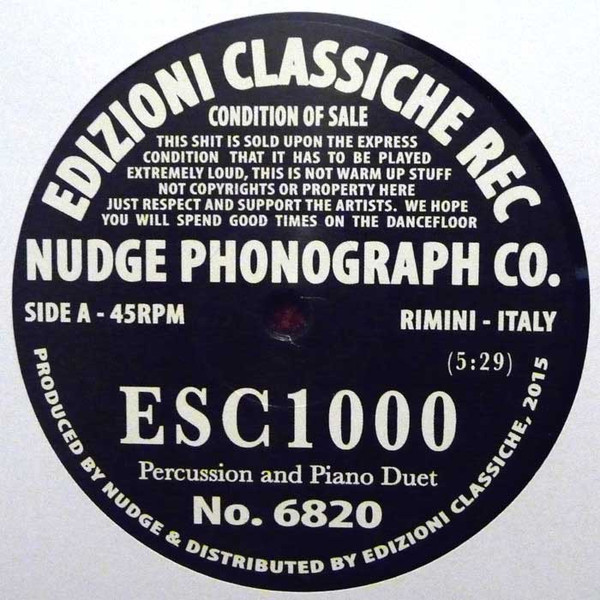 EDIZIONI CLASSICHE REC
CONDITION OF SALE
THIS SHIT IS SOLD UPON THE EXPRESS
CONDITION THAT IT HAS TO BE PLAYED
EXTREMELY LOUD, THIS IS NOT WARM UP STUFF
NOT COPYRIGHTS OR PROPERTY HERE
JUST RESPECT AND SUPPORT THE ARTISTS. WE HOPE
YOU WILL SPEND GOOD TIMES ON THE DANCEFLOOR
NUDGE PHONOGRAPH CO.
SIDE A - 45RPM
RIMINI - ITALY
(5:29)
ESC1000
Percussion and Piano Duet
No. 6820
PRODUCED BY NUDGE & DISTRIBUTED BY EDIZIONI CLASSICHE, 2015